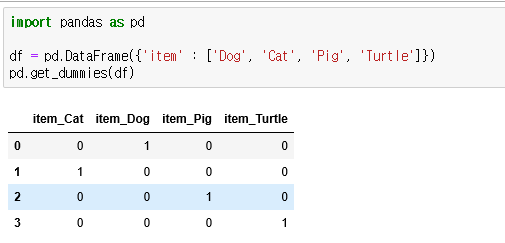 import pandas as pd
df = pd.DataFrame({'item' : ['Dog', 'Cat', 'Pig', 'Turtle']})
pd.get_dummies(df)
item_Cat item_Dog item_Pig item_Turtle
0 0 1 0 0
1 1 0 0 0
2 0 0 1 0
3 0 0 0 1